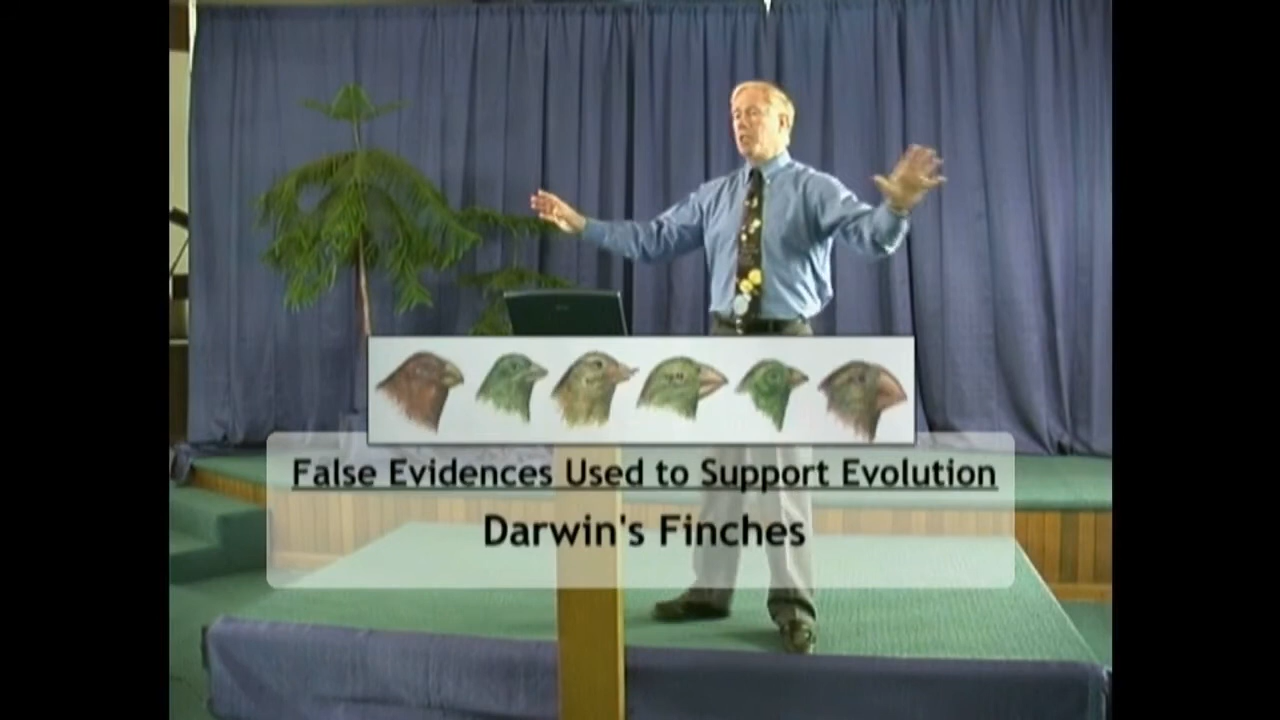 False Evidences Used to Support Evolution
Darwin's Finches